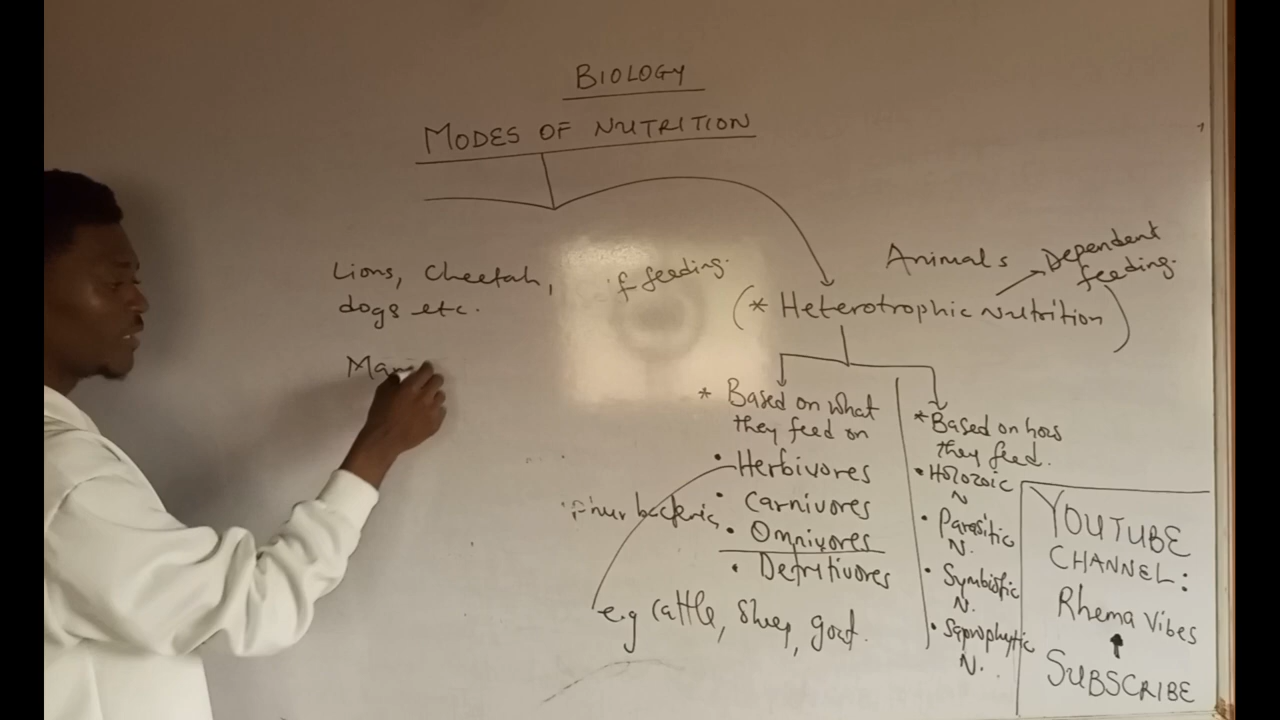 BIOLOGY
MODES OF NUTRITION
Lions, Cheetah,
dogs etc.
Man
f feeding.
Animals
Dependent
feeding.
(* Heterotrophic Nutrition)
* Based on what
they feed on
• Herbivores
• Carnivores
• Omnivores
• Detritivores
bacteria
e.g Cattle, Sheep, goat.
* Based on how
they feed.
• Holozoic
N
• Parasitic
N.
• Symbiotic
N.
• Saprophytic
N.
YOUTUBE
CHANNEL:
Rhema Vibes
SUBSCRIBE